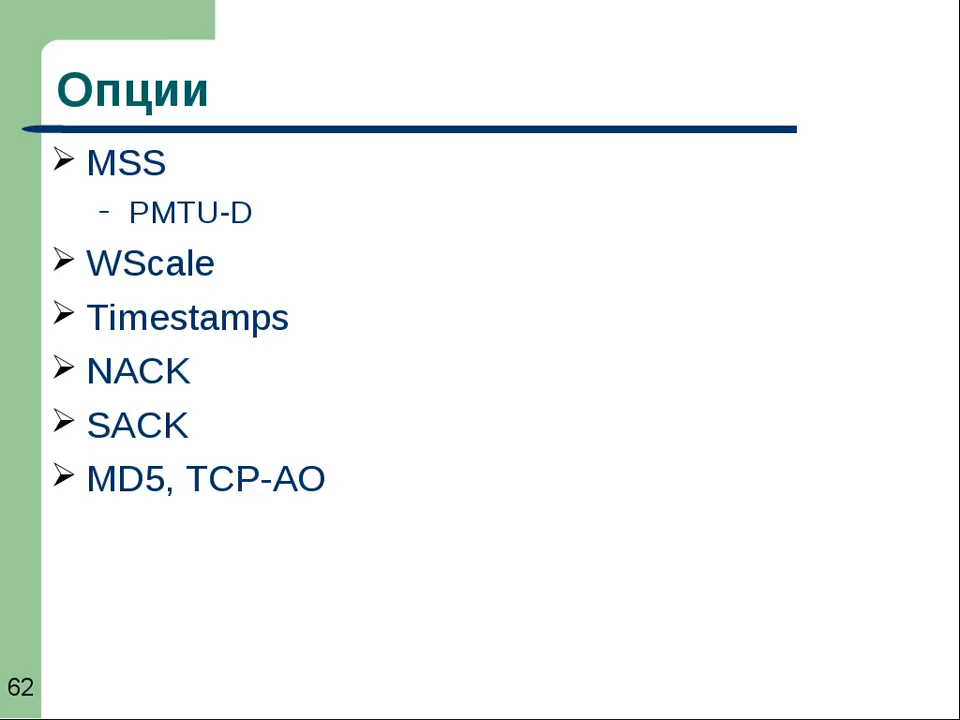 Опции
MSS
- PMTU-D
WScale
Timestamps
NACK
SACK
MD5, TCP-AO
62